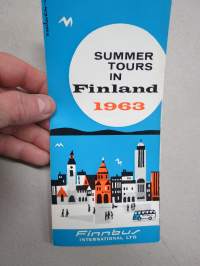 SUMMER
TOURS
IN
Finland
1963
Finnbus
INTERNATIONAL LTD